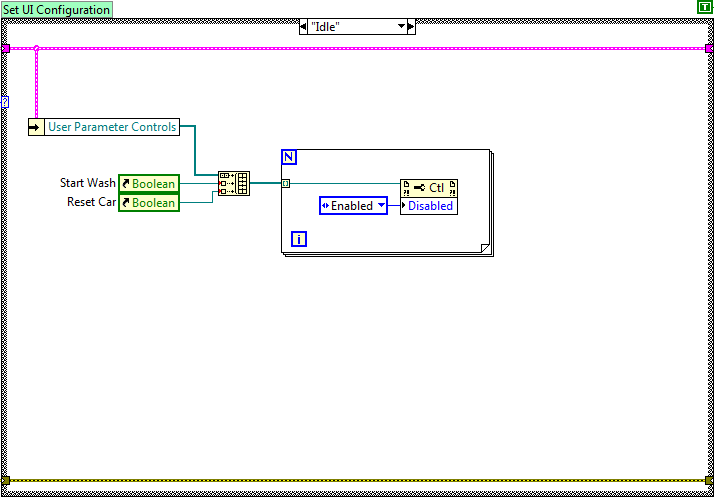 Set UI Configuration
T
"Idle"
?
User Parameter Controls
N
Start Wash Boolean
Ctl
Reset Car Boolean
Enabled Disabled
i